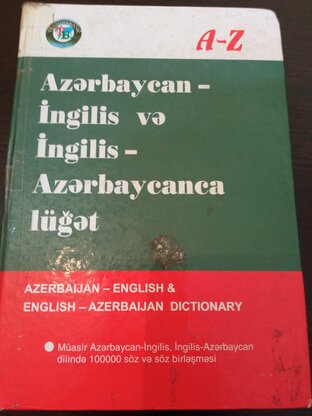 A-Z
Azərbaycan –
İngilis və
İngilis –
Azərbaycanca
lüğət
AZERBAIJAN – ENGLISH &
ENGLISH – AZERBAIJAN DICTIONARY
● Müasir Azərbaycan-İngilis, İngilis-Azərbaycan
dilində 100000 söz və söz birləşməsi